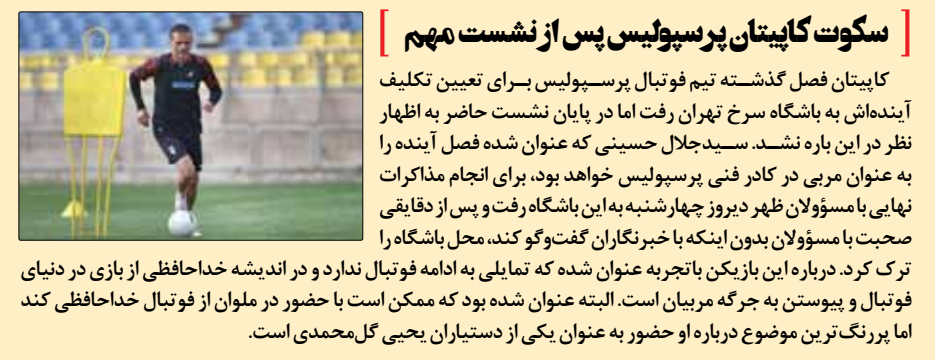 [ سکوت کاپیتان پرسپولیس پس از نشست مهم ]
کاپیتان فصل گذشته تیم فوتبال پرسپولیس برای تعیین تکلیف
آینده‌اش به باشگاه سرخ تهران رفت اما در پایان نشست حاضر به اظهار
نظر در این باره نشد. سیدجلال حسینی که عنوان شده فصل آینده را
به عنوان مربی در کادر فنی پرسپولیس خواهد بود، برای انجام مذاکرات
نهایی با مسؤولان ظهر دیروز چهارشنبه به این باشگاه رفت و پس از دقایقی
صحبت با مسؤولان بدون اینکه با خبرنگاران گفت‌وگو کند، محل باشگاه را
ترک کرد. درباره این بازیکن باتجربه عنوان شده که تمایلی به ادامه فوتبال ندارد و در اندیشه خداحافظی از بازی در دنیای
فوتبال و پیوستن به جرگه مربیان است. البته عنوان شده بود که ممکن است با حضور در ملوان از فوتبال خداحافظی کند
اما پررنگ‌ترین موضوع درباره او حضور به عنوان یکی از دستیاران یحیی گل‌محمدی است.